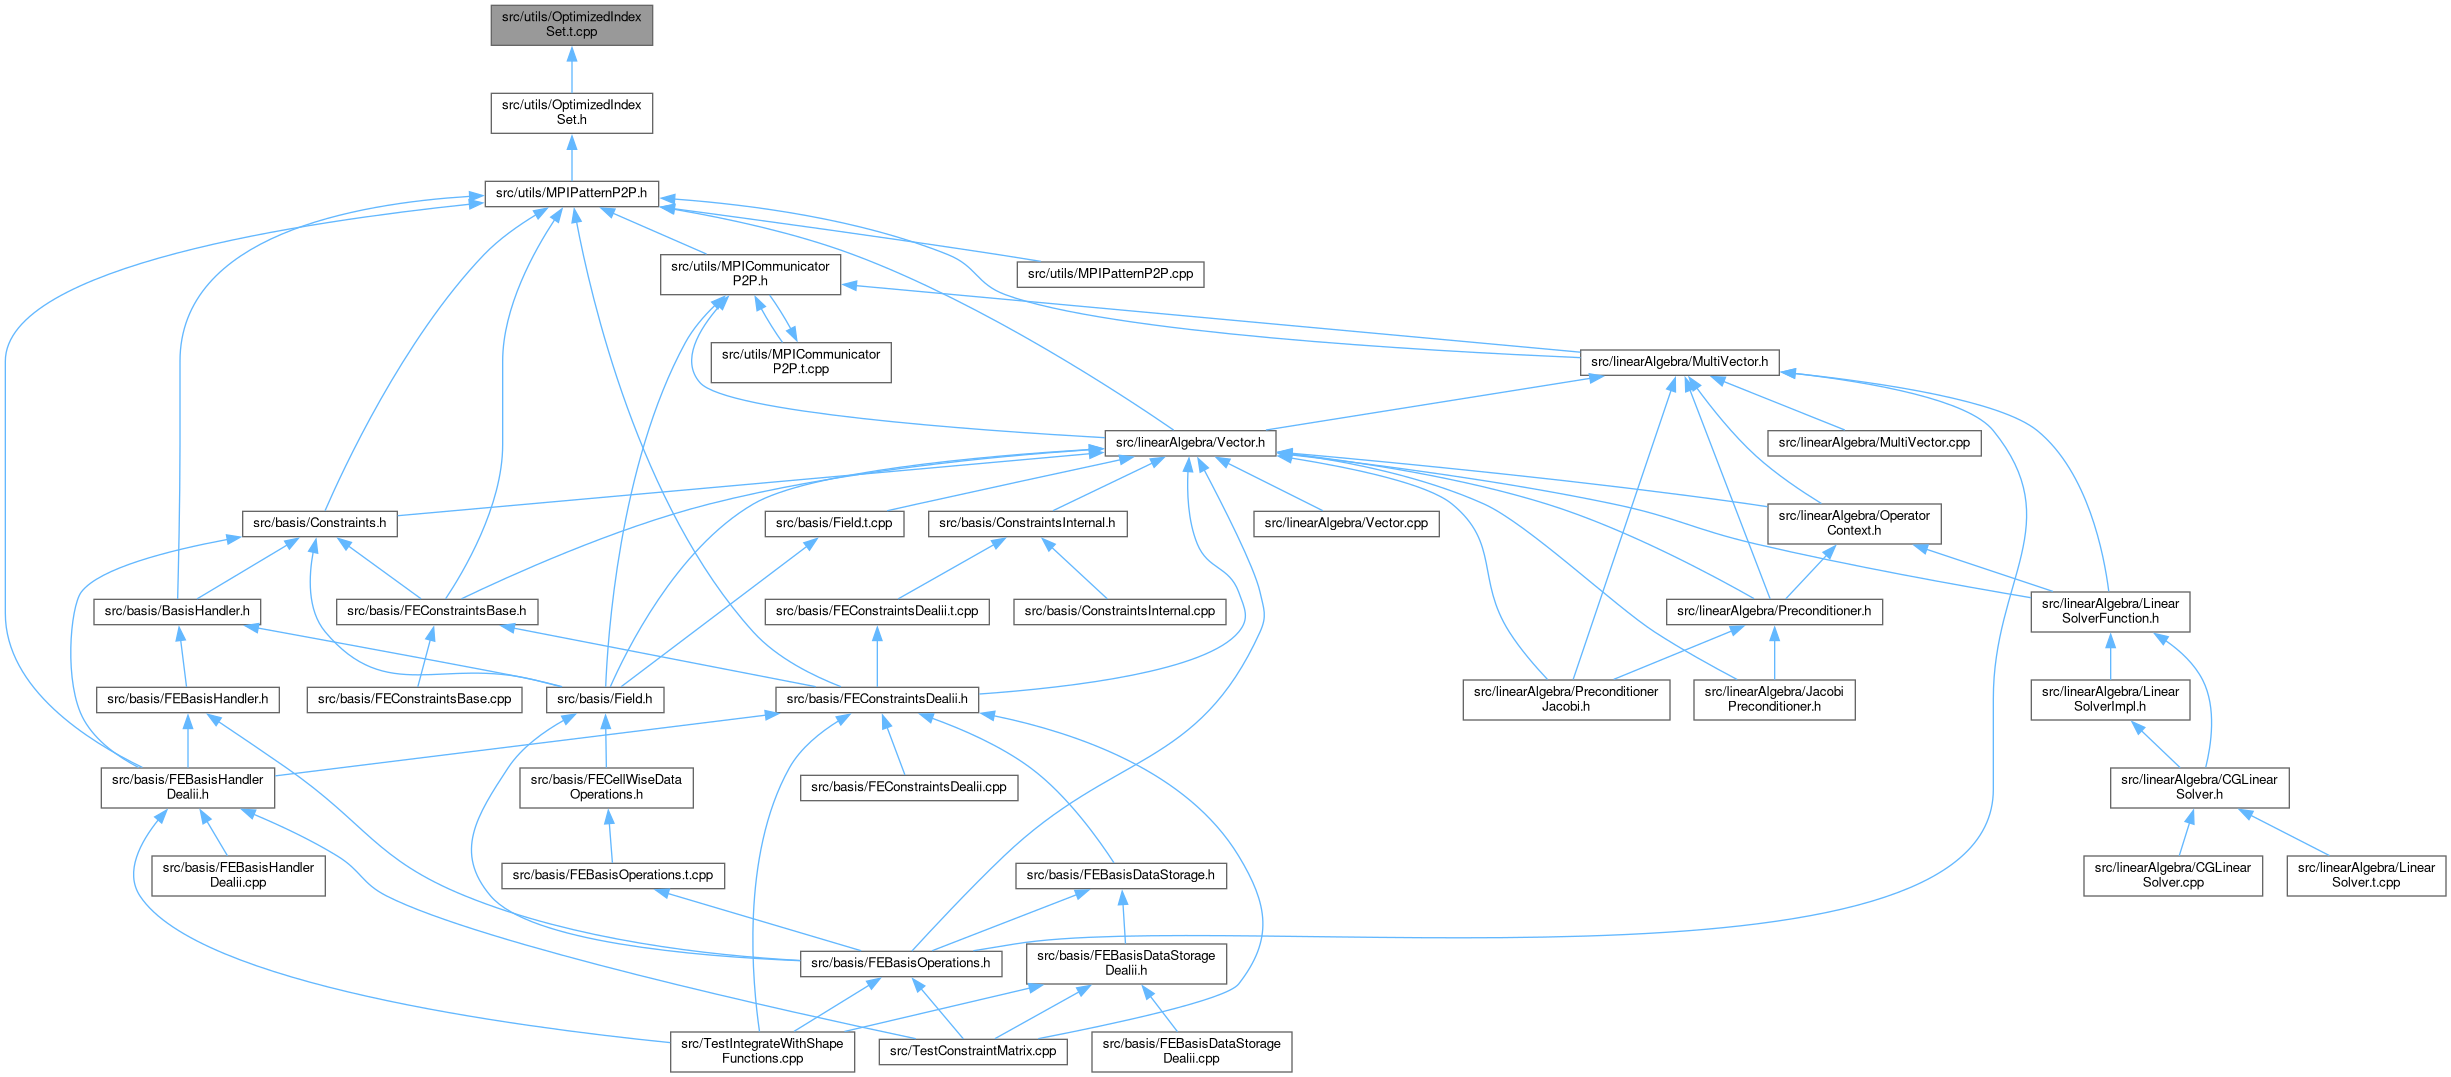 src/utils/OptimizedIndex
Set.t.cpp
src/utils/OptimizedIndex
Set.h
src/utils/MPIPatternP2P.h
src/utils/MPICommunicator
P2P.h
src/utils/MPIPatternP2P.cpp
src/utils/MPICommunicator
P2P.t.cpp
src/linearAlgebra/MultiVector.h
src/linearAlgebra/Vector.h
src/linearAlgebra/MultiVector.cpp
src/basis/Constraints.h
src/basis/Field.t.cpp
src/basis/ConstraintsInternal.h
src/linearAlgebra/Vector.cpp
src/linearAlgebra/Operator
Context.h
src/basis/BasisHandler.h
src/basis/FEConstraintsBase.h
src/basis/FEConstraintsDealii.t.cpp
src/basis/ConstraintsInternal.cpp
src/linearAlgebra/Preconditioner.h
src/linearAlgebra/Linear
SolverFunction.h
src/basis/FEBasisHandler.h
src/basis/FEConstraintsBase.cpp
src/basis/Field.h
src/basis/FEConstraintsDealii.h
src/linearAlgebra/Preconditioner
Jacobi.h
src/linearAlgebra/Jacobi
Preconditioner.h
src/linearAlgebra/Linear
SolverImpl.h
src/basis/FEBasisHandler
Dealii.h
src/basis/FECellWiseData
Operations.h
src/basis/FEConstraintsDealii.cpp
src/linearAlgebra/CGLinear
Solver.h
src/basis/FEBasisHandler
Dealii.cpp
src/basis/FEBasisOperations.t.cpp
src/basis/FEBasisDataStorage.h
src/linearAlgebra/CGLinear
Solver.cpp
src/linearAlgebra/Linear
Solver.t.cpp
src/basis/FEBasisOperations.h
src/basis/FEBasisDataStorage
Dealii.h
src/TestIntegrateWithShape
Functions.cpp
src/TestConstraintMatrix.cpp
src/basis/FEBasisDataStorage
Dealii.cpp